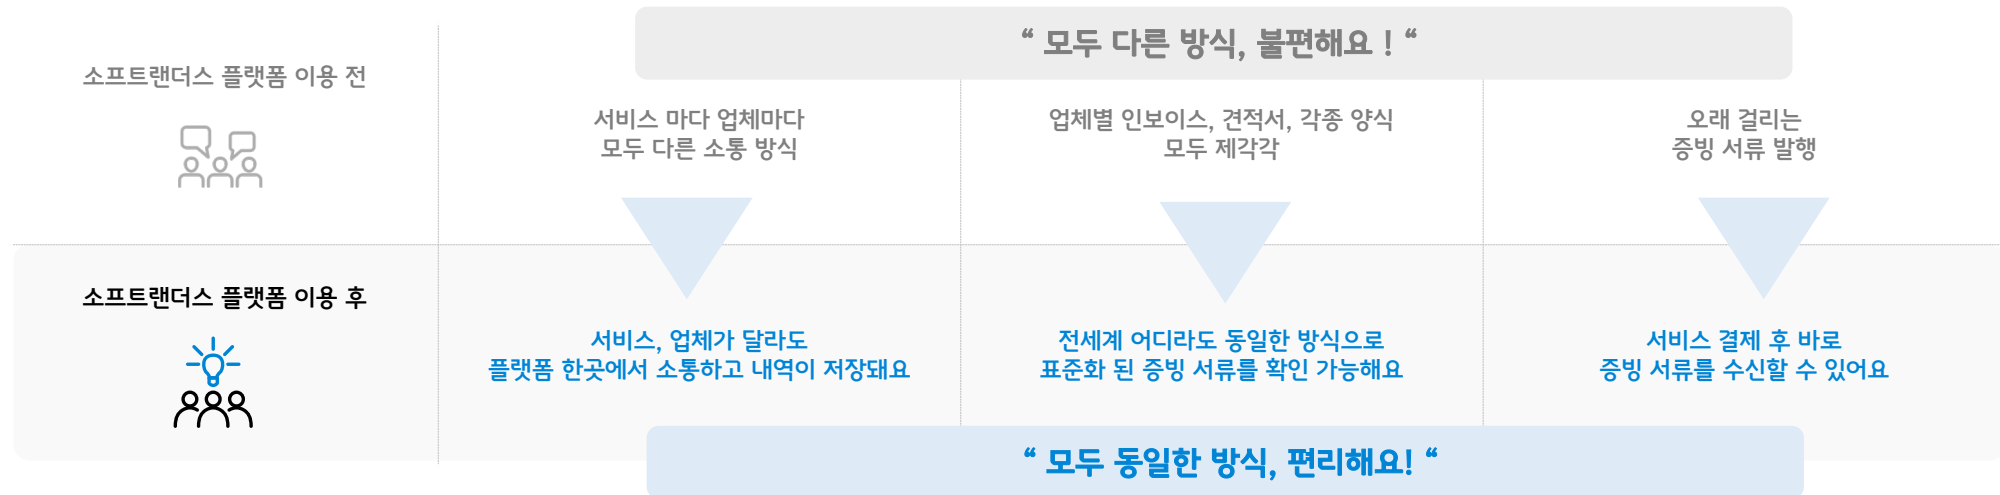 “ 모두 다른 방식, 불편해요 ! “
소프트랜더스 플랫폼 이용 전
서비스 마다 업체마다
모두 다른 소통 방식
업체별 인보이스, 견적서, 각종 양식
모두 제각각
오래 걸리는
증빙 서류 발행
소프트랜더스 플랫폼 이용 후
서비스, 업체가 달라도
플랫폼 한곳에서 소통하고 내역이 저장돼요
전세계 어디라도 동일한 방식으로
표준화 된 증빙 서류를 확인 가능해요
서비스 결제 후 바로
증빙 서류를 수신할 수 있어요
“ 모두 동일한 방식, 편리해요! “